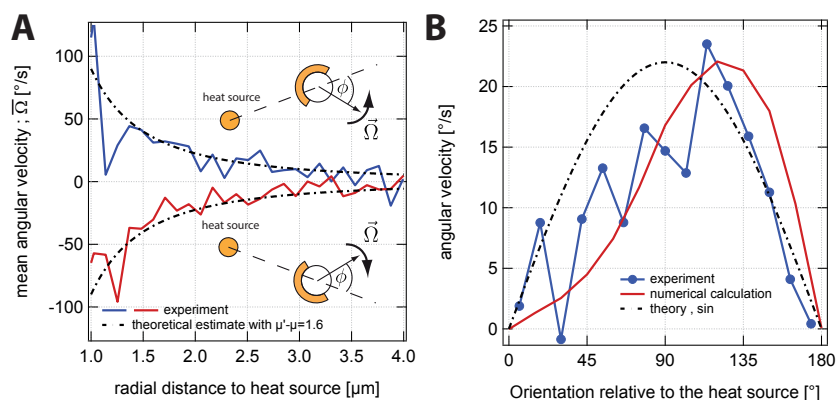 A
mean angular velocity ; Ω̅ [°/s]
100
50
0
-50
-100
heat source
ϕ
Ω⃗
heat source
Ω⃗
ϕ
experiment
theoretical estimate with μ'-μ=1.6
1.0 1.5 2.0 2.5 3.0 3.5 4.0
radial distance to heat source [μm]
B
angular velocity [°/s]
25
20
15
10
5
0
experiment
numerical calculation
theory , sin
0 45 90 135 180
Orientation relative to the heat source [°]